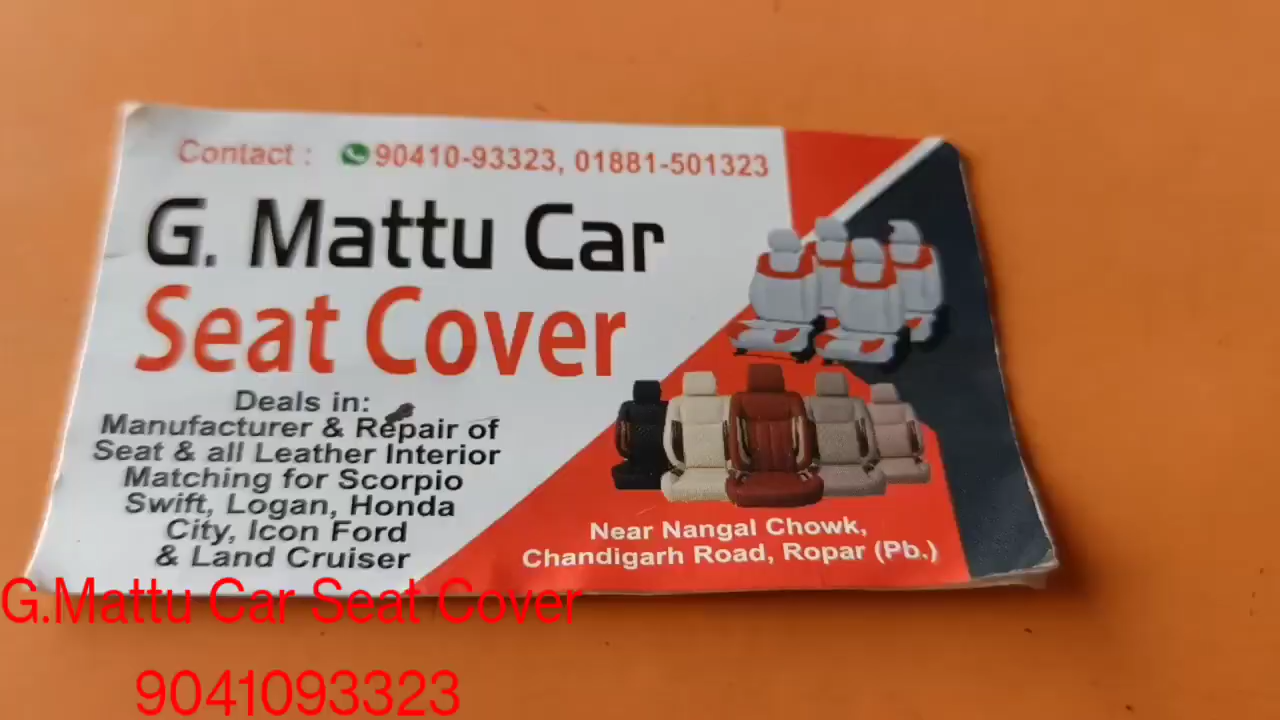 Contact : 90410-93323, 01881-501323
G. Mattu Car
Seat Cover
Deals in:
Manufacturer & Repair of
Seat & all Leather Interior
Matching for Scorpio
Swift, Logan, Honda
City, Icon Ford
& Land Cruiser
Near Nangal Chowk,
Chandigarh Road, Ropar (Pb.)
G.Mattu Car Seat Cover
9041093323